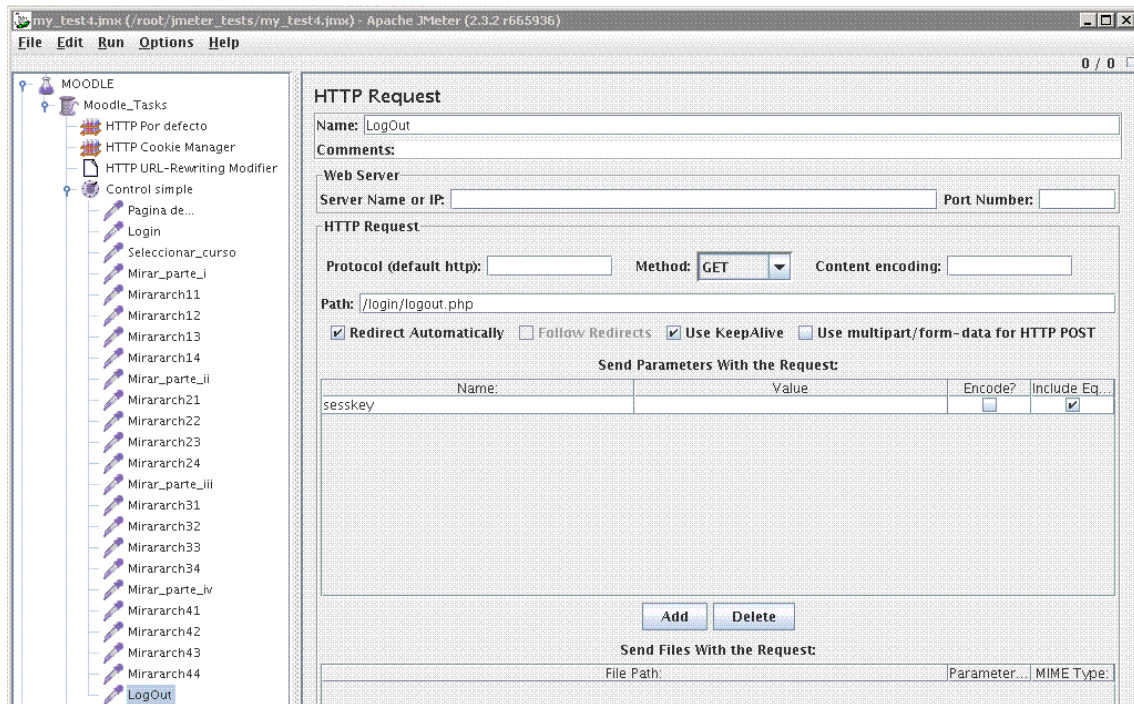 my_test4.jmx (/root/jmeter_tests/my_test4.jmx) - Apache JMeter (2.3.2 r665936)
File Edit Run Options Help
0 / 0
MOODLE
Moodle_Tasks
HTTP Por defecto
HTTP Cookie Manager
HTTP URL-Rewriting Modifier
Control simple
Pagina de...
Login
Seleccionar_curso
Mirar_parte_i
Mirararch11
Mirararch12
Mirararch13
Mirararch14
Mirar_parte_ii
Mirararch21
Mirararch22
Mirararch23
Mirararch24
Mirar_parte_iii
Mirararch31
Mirararch32
Mirararch33
Mirararch34
Mirar_parte_iv
Mirararch41
Mirararch42
Mirararch43
Mirararch44
LogOut
HTTP Request
Name: LogOut
Comments:
Web Server
Server Name or IP: Port Number:
HTTP Request
Protocol (default http): Method: GET Content encoding:
Path: /login/logout.php
Redirect Automatically Follow Redirects Use KeepAlive Use multipart/form-data for HTTP POST
Send Parameters With the Request:
Name: Value Encode? Include Eq...
sesskey
Add Delete
Send Files With the Request:
File Path: Parameter... MIME Type: